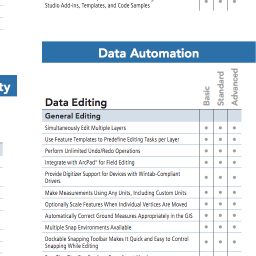 Studio Add-ins, Templates, and Code Samples
Data Automation
ty
Basic
Standard
Advanced
Data Editing
General Editing
Simultaneously Edit Multiple Layers
Use Feature Templates to Predefine Editing Tasks per Layer
Perform Unlimited Undo/Redo Operations
Integrate with ArcPad® for Field Editing
Provide Digitizer Support for Devices with Wintab-Compliant
Drivers
Make Measurements Using Any Units, Including Custom Units
Optionally Scale Features When Individual Vertices Are Moved
Automatically Correct Ground Measures Appropriately in the GIS
Multiple Snap Environments Available
Dockable Snapping Toolbar Makes It Quick and Easy to Control
Snapping While Editing